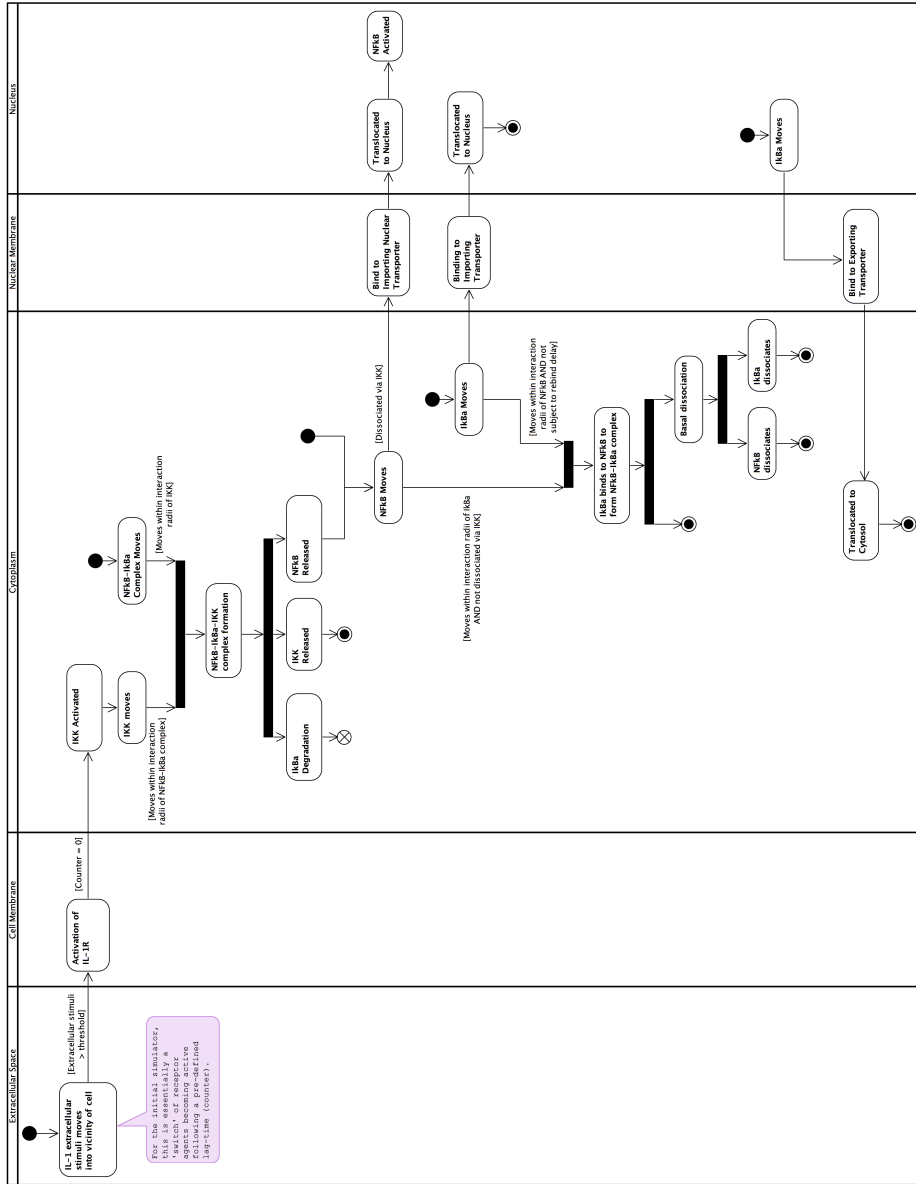 Extracellular Space
Cell Membrane
Cytoplasm
Nuclear Membrane
Nucleus
IL-1 extracellular
stimuli moves
into vicinity of cell
For the initial simulator,
this is essentially a
'switch' of receptor
agents becoming active
following a pre-defined
lag-time (counter).
[Extracellular stimuli
> threshold]
Activation of
IL-1R
[Counter = 0]
IKK Activated
IKK moves
[Moves within interaction
radii of NFkB-IkBa complex]
NFkB-IkBa
Complex Moves
[Moves within interaction
radii of IKK]
NFkB-IkBa-IKK
complex formation
IkBa
Degradation
IKK
Released
NFkB
Released
NFkB Moves
[Dissociated via IKK]
Bind to
Importing Nuclear
Transporter
Translocated
to Nucleus
NFkB
Activated
[Moves within interaction radii of IkBa
AND not dissociated via IKK]
IkBa Moves
Binding to
Importing
Transporter
Translocated
to Nucleus
[Moves within interaction
radii of NFkB AND not
subject to rebind delay]
IkBa binds to NFkB to
form NFkB-IkBa complex
Basal dissociation
NFkB
dissociates
IkBa
dissociates
IkBa Moves
Bind to Exporting
Transporter
Translocated to
Cytosol